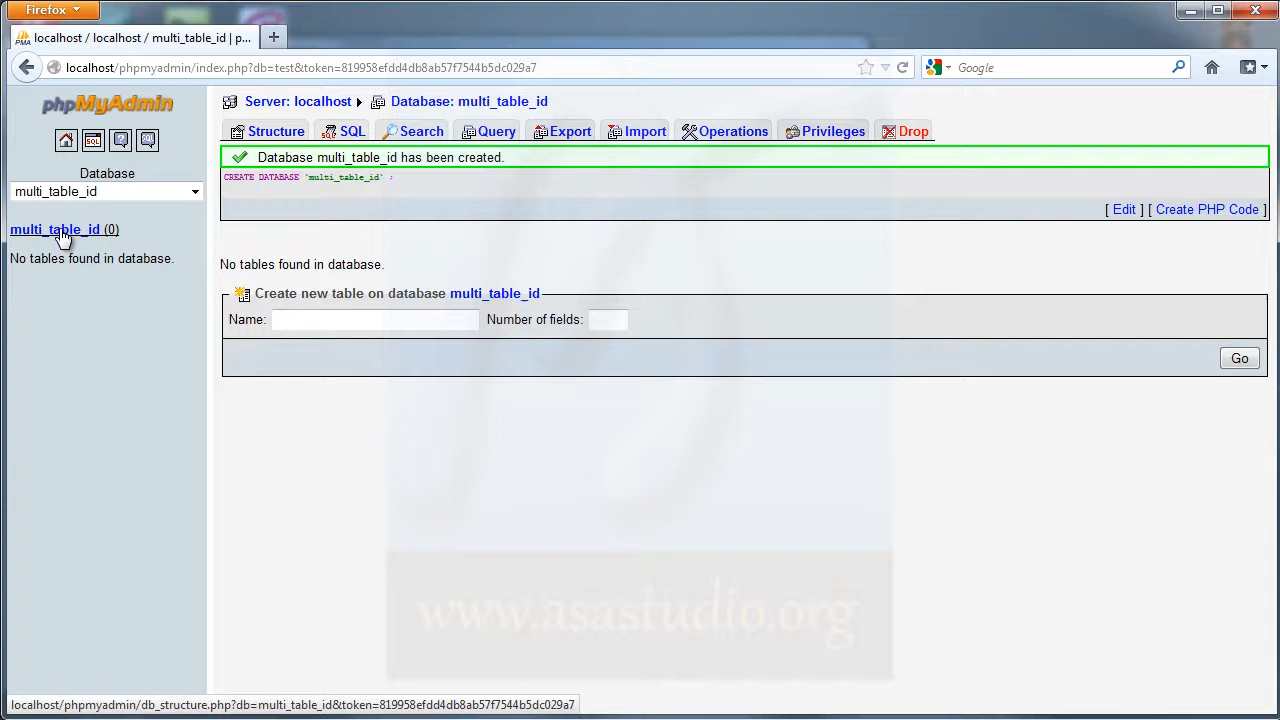 Firefox
localhost / localhost / multi_table_id | p...
localhost/phpmyadmin/index.php?db=test&token=819958efdd4db8ab57f7544b5dc029a7
Google
phpMyAdmin
SQL
Database
multi_table_id
multi_table_id (0)
No tables found in database.
Server: localhost
Database: multi_table_id
Structure
SQL
Search
Query
Export
Import
Operations
Privileges
Drop
Database multi_table_id has been created.
CREATE DATABASE `multi_table_id` ;
[ Edit ] [ Create PHP Code ]
No tables found in database.
Create new table on database multi_table_id
Name:
Number of fields:
Go
www.asastudio.org
localhost/phpmyadmin/db_structure.php?db=multi_table_id&token=819958efdd4db8ab57f7544b5dc029a7